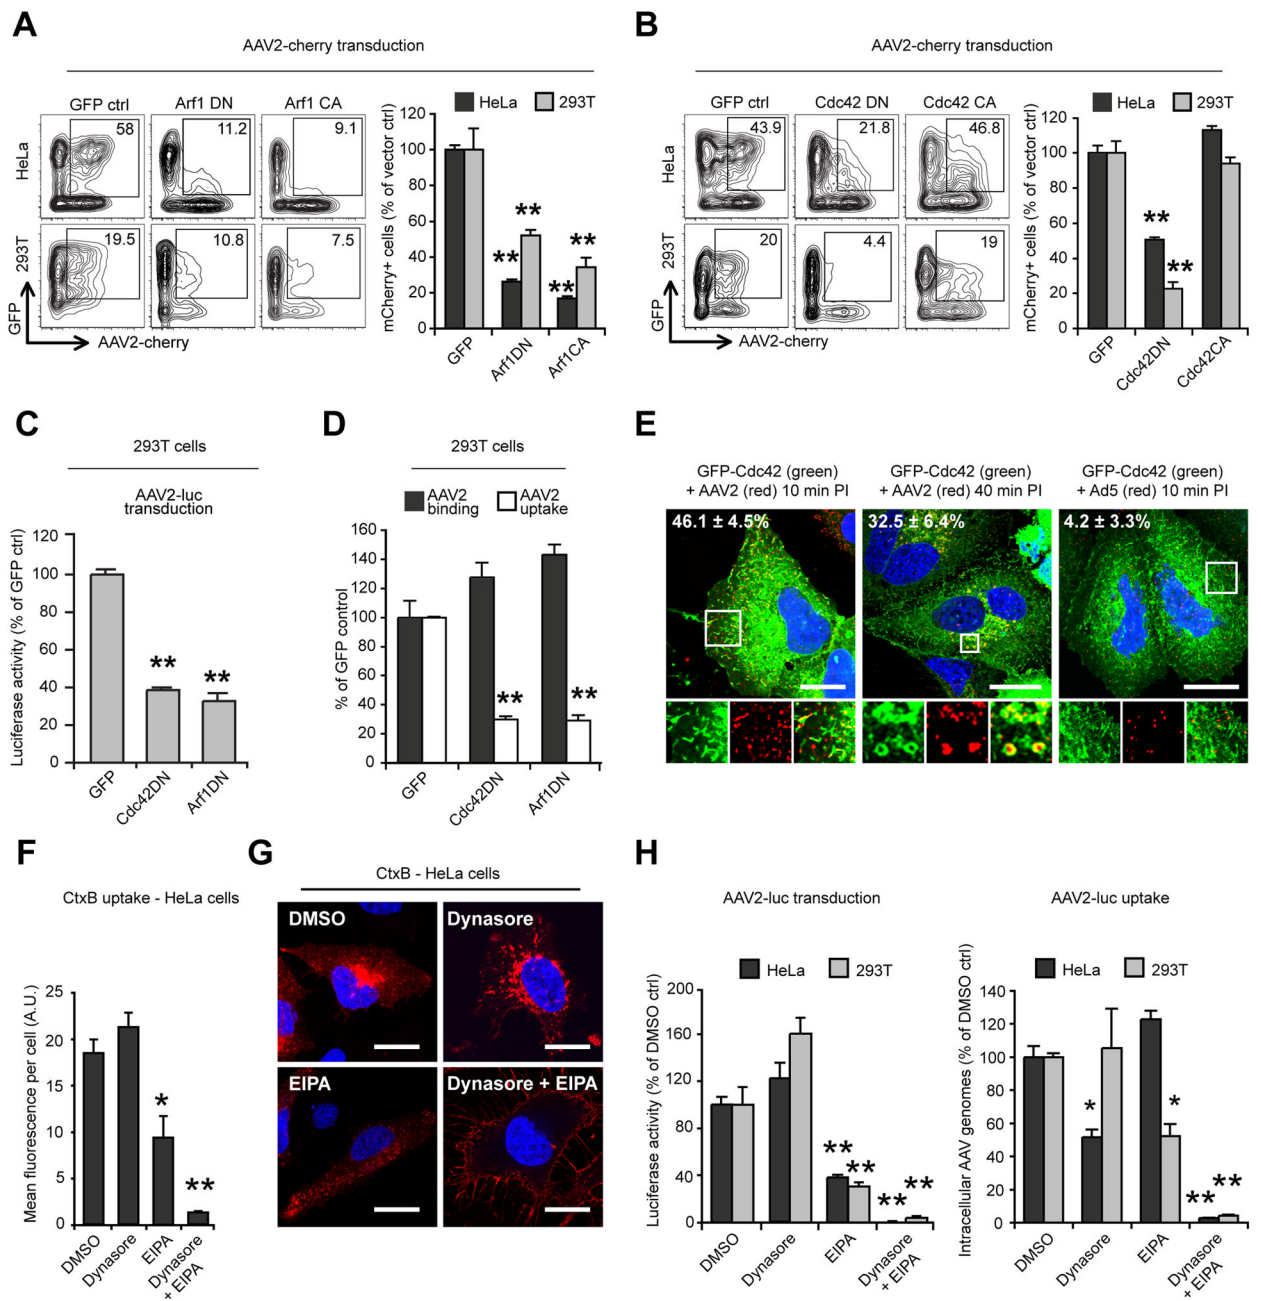 A
AAV2-cherry transduction
GFP ctrl Arf1 DN Arf1 CA
HeLa
58 11.2 9.1
293T
19.5 10.8 7.5
GFP
AAV2-cherry
HeLa 293T
mCherry+ cells (% of vector ctrl)
120
100
80
60
40
20
0
** ** ** **
GFP Arf1DN Arf1CA
B
AAV2-cherry transduction
GFP ctrl Cdc42 DN Cdc42 CA
HeLa
43.9 21.8 46.8
293T
20 4.4 19
GFP
AAV2-cherry
HeLa 293T
mCherry+ cells (% of vector ctrl)
120
100
80
60
40
20
0
** **
GFP Cdc42DN Cdc42CA
C
293T cells
AAV2-luc
transduction
Luciferase activity (% of GFP ctrl)
120
100
80
60
40
20
0
** **
GFP Cdc42DN Arf1DN
D
293T cells
AAV2 binding AAV2 uptake
% of GFP control
160
140
120
100
80
60
40
20
0
** **
GFP Cdc42DN Arf1DN
E
GFP-Cdc42 (green)
+ AAV2 (red) 10 min PI
46.1 ± 4.5%
GFP-Cdc42 (green)
+ AAV2 (red) 40 min PI
32.5 ± 6.4%
GFP-Cdc42 (green)
+ Ad5 (red) 10 min PI
4.2 ± 3.3%
F
CtxB uptake - HeLa cells
Mean fluorescence per cell (A.U.)
25
20
15
10
5
0
* **
DMSO Dynasore EIPA Dynasore + EIPA
G
CtxB - HeLa cells
DMSO Dynasore
EIPA Dynasore + EIPA
H
AAV2-luc transduction
HeLa 293T
Luciferase activity (% of DMSO ctrl)
200
160
120
80
40
0
** ** ** **
DMSO Dynasore EIPA Dynasore + EIPA
AAV2-luc uptake
HeLa 293T
Intracellular AAV genomes (% of DMSO ctrl)
140
120
100
80
60
40
20
0
* * ** **
DMSO Dynasore EIPA Dynasore + EIPA